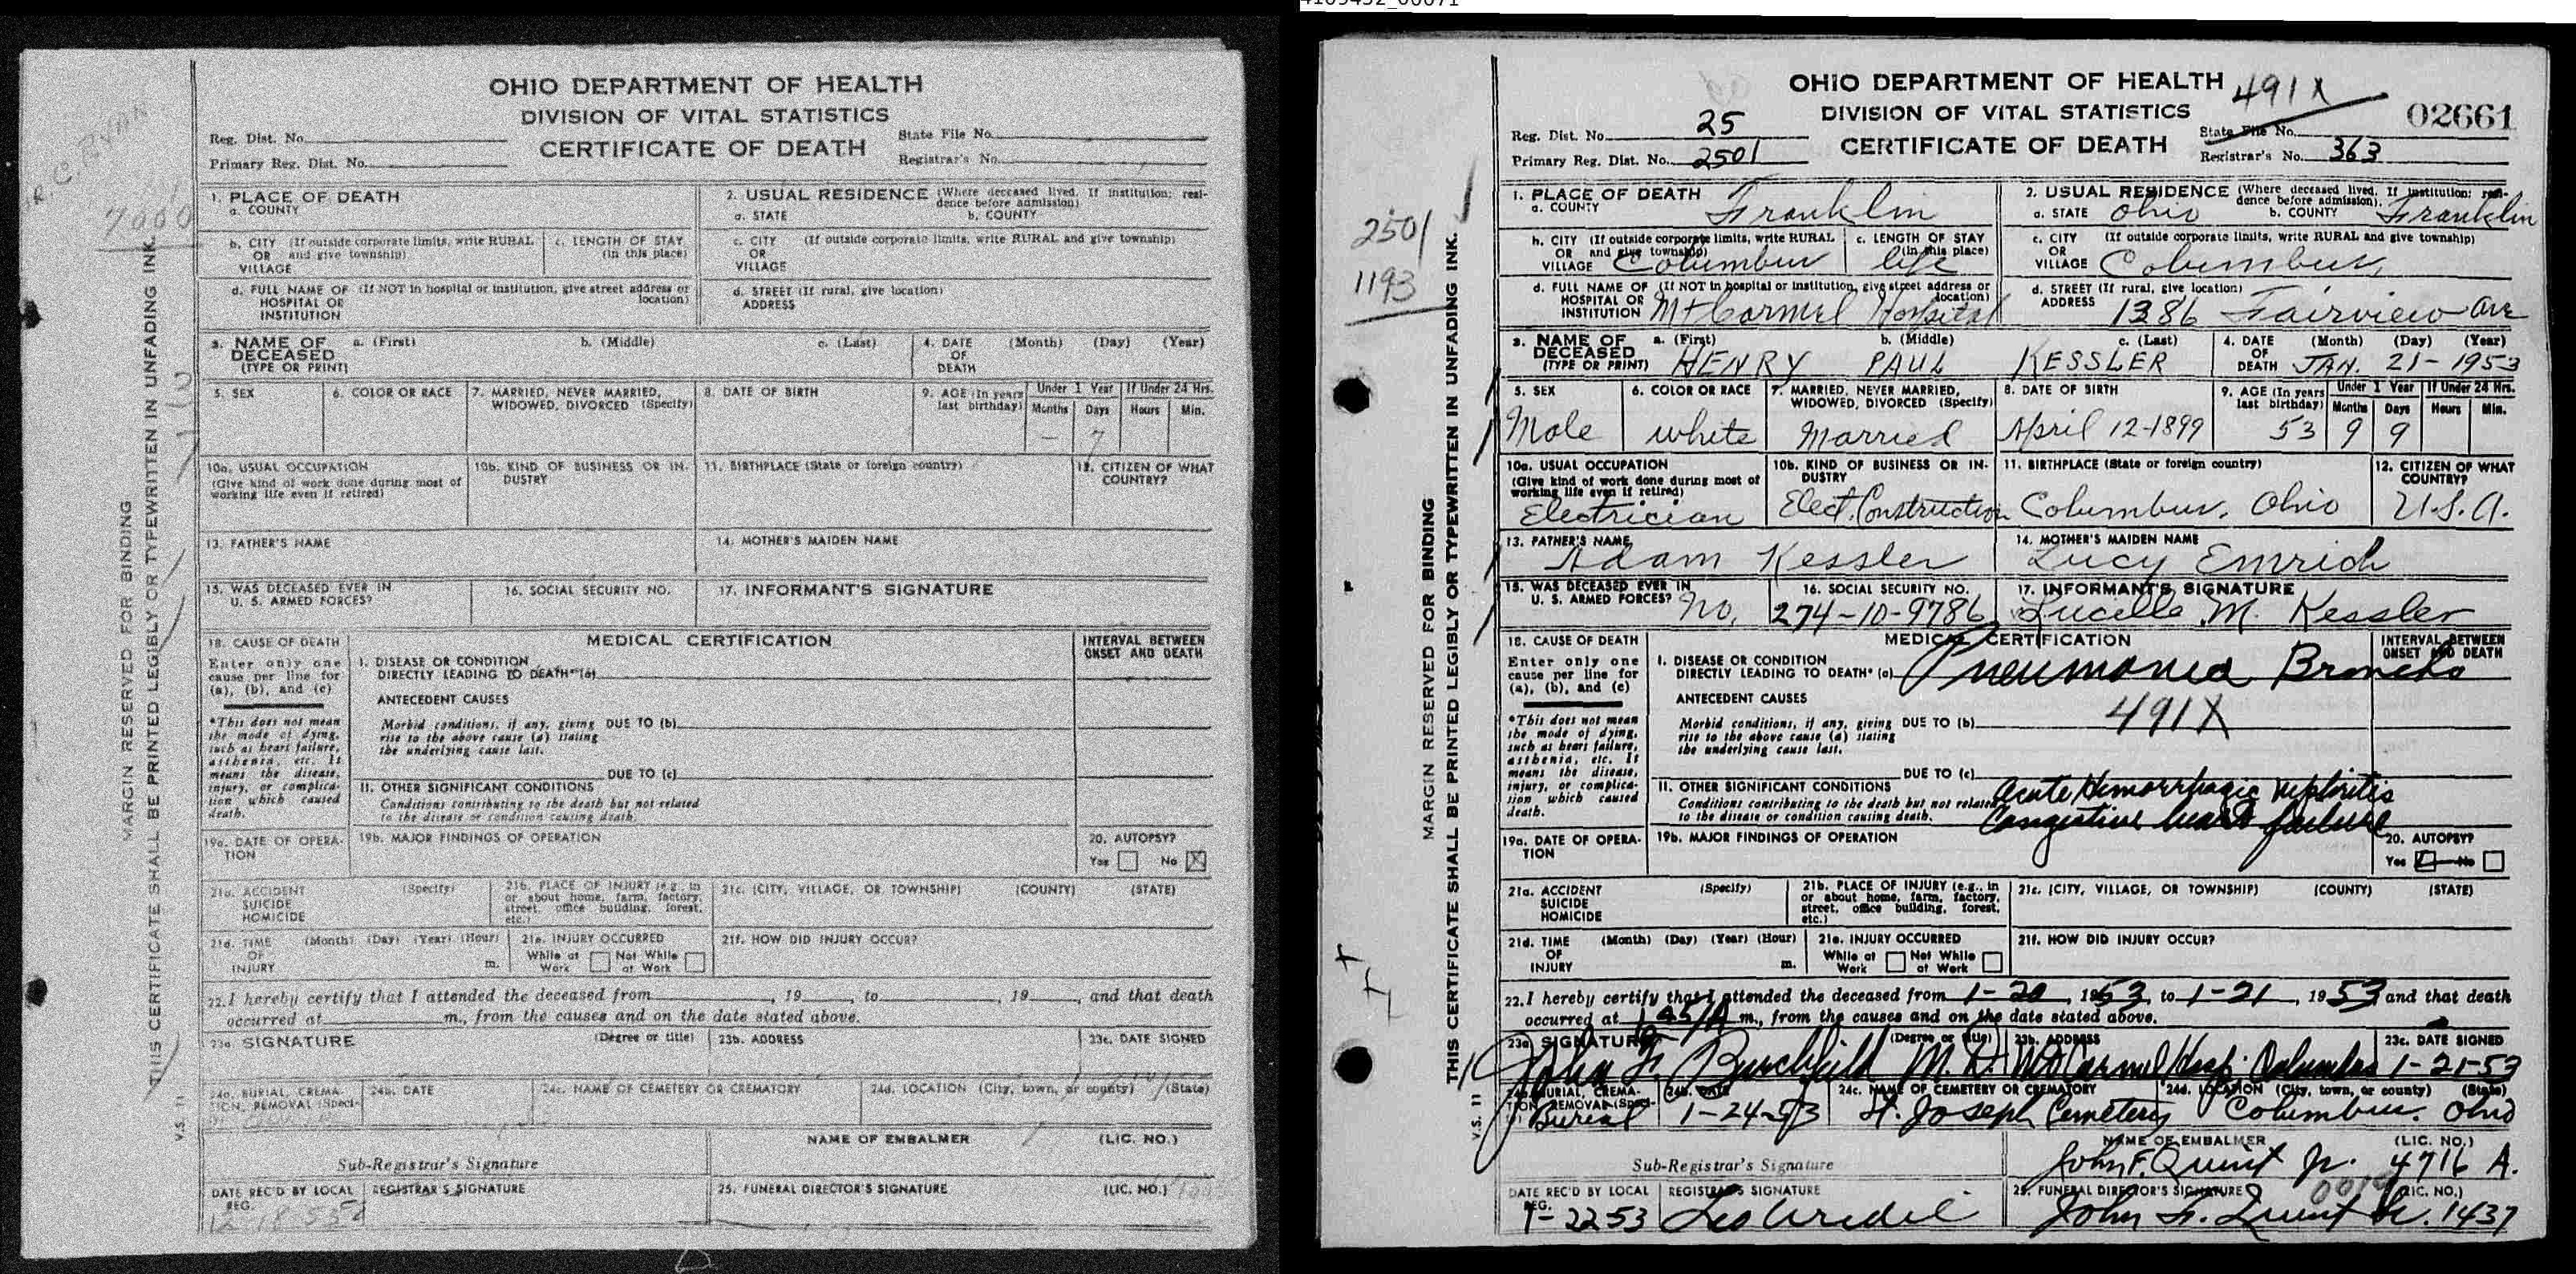 OHIO DEPARTMENT OF HEALTH
DIVISION OF VITAL STATISTICS
CERTIFICATE OF DEATH
Reg. Dist. No.
Primary Reg. Dist. No.
State File No.
Registrar's No.
R. C. Ryan
7000
MARGIN RESERVED FOR BINDING
THIS CERTIFICATE SHALL BE PRINTED LEGIBLY OR TYPEWRITTEN IN UNFADING INK.
V.S. 11
1. PLACE OF DEATH
a. COUNTY
2. USUAL RESIDENCE (Where deceased lived. If institution: residence before admission)
a. STATE b. COUNTY
b. CITY (If outside corporate limits, write RURAL
OR and give township)
VILLAGE
c. LENGTH OF STAY
(in this place)
c. CITY (If outside corporate limits, write RURAL and give township)
OR
VILLAGE
d. FULL NAME OF (If NOT in hospital or institution, give street address or
HOSPITAL OR location)
INSTITUTION
d. STREET (If rural, give location)
ADDRESS
3. NAME OF a. (First) b. (Middle) c. (Last)
DECEASED
(TYPE OR PRINT)
4. DATE (Month) (Day) (Year)
OF
DEATH
5. SEX
6. COLOR OR RACE
7. MARRIED, NEVER MARRIED,
WIDOWED, DIVORCED (Specify)
8. DATE OF BIRTH
9. AGE (In years
last birthday)
Under 1 Year If Under 24 Hrs.
Months Days Hours Min.
— 7
10a. USUAL OCCUPATION
(Give kind of work done during most of
working life even if retired)
10b. KIND OF BUSINESS OR IN-
DUSTRY
11. BIRTHPLACE (State or foreign country)
12. CITIZEN OF WHAT
COUNTRY?
13. FATHER'S NAME
14. MOTHER'S MAIDEN NAME
15. WAS DECEASED EVER IN
U. S. ARMED FORCES?
16. SOCIAL SECURITY NO.
17. INFORMANT'S SIGNATURE
18. CAUSE OF DEATH
Enter only one
cause per line for
(a), (b), and (c)
*This does not mean
the mode of dying,
such as heart failure,
asthenia, etc. It
means the disease,
injury, or complica-
tion which caused
death.
MEDICAL CERTIFICATION
INTERVAL BETWEEN
ONSET AND DEATH
I. DISEASE OR CONDITION
DIRECTLY LEADING TO DEATH* (a)
ANTECEDENT CAUSES
Morbid conditions, if any, giving DUE TO (b)
rise to the above cause (a) stating
the underlying cause last.
DUE TO (c)
II. OTHER SIGNIFICANT CONDITIONS
Conditions contributing to the death but not related
to the disease or condition causing death.
19a. DATE OF OPERA-
TION
19b. MAJOR FINDINGS OF OPERATION
20. AUTOPSY?
Yes No X
21a. ACCIDENT (Specify)
SUICIDE
HOMICIDE
21b. PLACE OF INJURY (e.g., in
or about home, farm, factory,
street, office building, forest,
etc.)
21c. (CITY, VILLAGE, OR TOWNSHIP) (COUNTY) (STATE)
21d. TIME (Month) (Day) (Year) (Hour)
OF
INJURY m.
21e. INJURY OCCURRED
While at Not While
Work at Work
21f. HOW DID INJURY OCCUR?
22. I hereby certify that I attended the deceased from , 19 , to , 19 , and that death
occurred at m., from the causes and on the date stated above.
23a. SIGNATURE (Degree or title)
23b. ADDRESS
23c. DATE SIGNED
24a. BURIAL, CREMA-
TION, REMOVAL (Speci-
24b. DATE
24c. NAME OF CEMETERY OR CREMATORY
24d. LOCATION (City, town, or county) (State)
NAME OF EMBALMER (LIC. NO.)
Sub-Registrar's Signature
DATE REC'D BY LOCAL
REG.
REGISTRAR'S SIGNATURE
25. FUNERAL DIRECTOR'S SIGNATURE (LIC. NO.)
OHIO DEPARTMENT OF HEALTH
DIVISION OF VITAL STATISTICS
CERTIFICATE OF DEATH
491X
02661
Reg. Dist. No. 25
Primary Reg. Dist. No. 2501
State File No.
Registrar's No. 363
2501
1193
MARGIN RESERVED FOR BINDING
THIS CERTIFICATE SHALL BE PRINTED LEGIBLY OR TYPEWRITTEN IN UNFADING INK.
V.S. 11
1. PLACE OF DEATH
a. COUNTY Franklin
2. USUAL RESIDENCE (Where deceased lived. If institution: residence before admission).
a. STATE Ohio b. COUNTY Franklin
b. CITY (If outside corporate limits, write RURAL
OR and give township)
VILLAGE Columbus
c. LENGTH OF STAY
(in this place)
life
c. CITY (If outside corporate limits, write RURAL and give township)
OR
VILLAGE Columbus
d. FULL NAME OF (If NOT in hospital or institution, give street address or
HOSPITAL OR location)
INSTITUTION Mt Carmel Hospital
d. STREET (If rural, give location)
ADDRESS 1386 Fairview Ave
3. NAME OF a. (First) b. (Middle) c. (Last)
DECEASED
(TYPE OR PRINT) HENRY PAUL KESSLER
4. DATE (Month) (Day) (Year)
OF
DEATH JAN. 21 - 1953
5. SEX
Male
6. COLOR OR RACE
white
7. MARRIED, NEVER MARRIED,
WIDOWED, DIVORCED (Specify)
Married
8. DATE OF BIRTH
April 12-1899
9. AGE (In years
last birthday)
53
Under 1 Year If Under 24 Hrs.
Months Days Hours Min.
9 9
10a. USUAL OCCUPATION
(Give kind of work done during most of
working life even if retired)
Electrician
10b. KIND OF BUSINESS OR IN-
DUSTRY
Elect. Construction
11. BIRTHPLACE (State or foreign country)
Columbus, Ohio
12. CITIZEN OF WHAT
COUNTRY?
U.S.A.
13. FATHER'S NAME
Adam Kessler
14. MOTHER'S MAIDEN NAME
Lucy Emrich
15. WAS DECEASED EVER IN
U. S. ARMED FORCES? No.
16. SOCIAL SECURITY NO.
274-10-9786
17. INFORMANT'S SIGNATURE
Lucille M. Kessler
18. CAUSE OF DEATH
Enter only one
cause per line for
(a), (b), and (c)
*This does not mean
the mode of dying,
such as heart failure,
asthenia, etc. It
means the disease,
injury, or complica-
tion which caused
death.
MEDICAL CERTIFICATION
INTERVAL BETWEEN
ONSET AND DEATH
I. DISEASE OR CONDITION
DIRECTLY LEADING TO DEATH* (a) Pneumonia Broncho
ANTECEDENT CAUSES
491X
Morbid conditions, if any, giving DUE TO (b)
rise to the above cause (a) stating
the underlying cause last.
DUE TO (c)
II. OTHER SIGNIFICANT CONDITIONS
Conditions contributing to the death but not related
to the disease or condition causing death.
Acute Hemorrhagic nephritis
Congestive heart failure
19a. DATE OF OPERA-
TION
19b. MAJOR FINDINGS OF OPERATION
20. AUTOPSY?
Yes No
21a. ACCIDENT (Specify)
SUICIDE
HOMICIDE
21b. PLACE OF INJURY (e.g., in
or about home, farm, factory,
street, office building, forest,
etc.)
21c. (CITY, VILLAGE, OR TOWNSHIP) (COUNTY) (STATE)
21d. TIME (Month) (Day) (Year) (Hour)
OF
INJURY m.
21e. INJURY OCCURRED
While at Not While
Work at Work
21f. HOW DID INJURY OCCUR?
22. I hereby certify that I attended the deceased from 1-20, 1953, to 1-21, 1953 and that death
occurred at m., from the causes and on the date stated above.
23a. SIGNATURE (Degree or title)
John F. Burchfield M.D.
23b. ADDRESS
Mt Carmel Hosp. Columbus
23c. DATE SIGNED
1-21-53
24a. BURIAL, CREMA-
TION, REMOVAL (Speci-
Burial
24b. DATE
1-24-53
24c. NAME OF CEMETERY OR CREMATORY
St. Joseph Cemetery
24d. LOCATION (City, town, or county) (State)
Columbus, Ohio
NAME OF EMBALMER (LIC. NO.)
John F. Quint Jr. 4716 A.
Sub-Registrar's Signature
DATE REC'D BY LOCAL
REG.
1-22 53
REGISTRAR'S SIGNATURE
25. FUNERAL DIRECTOR'S SIGNATURE (LIC. NO.)
John F. Quint Jr. 1437